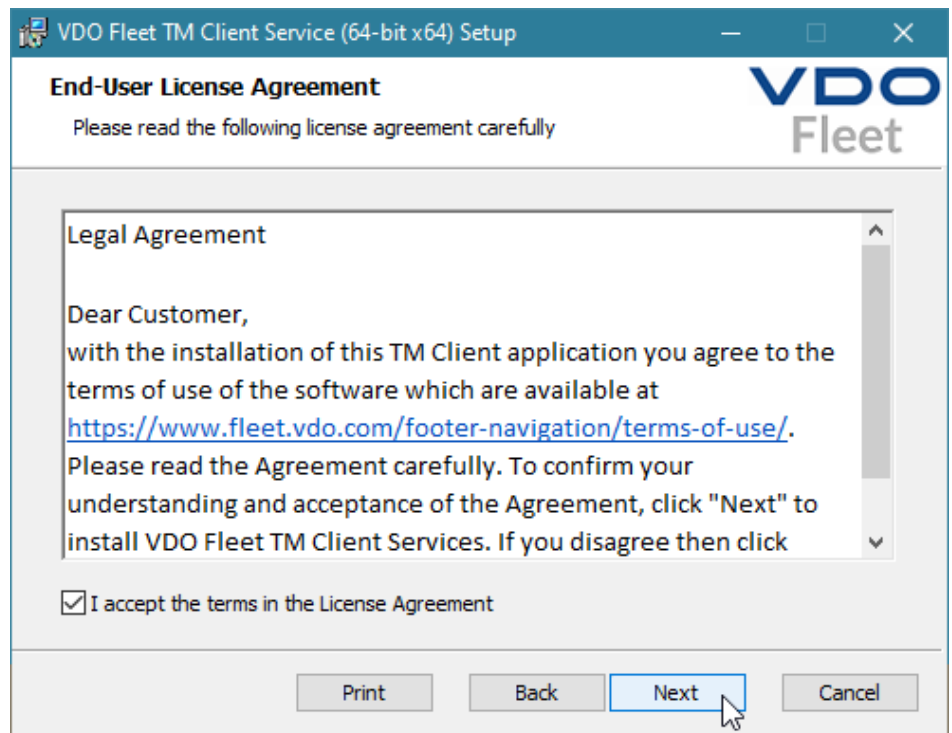 VDO Fleet TM Client Service (64-bit x64) Setup
End-User License Agreement
Please read the following license agreement carefully
VDO
Fleet
Legal Agreement
Dear Customer,
with the installation of this TM Client application you agree to the
terms of use of the software which are available at
https://www.fleet.vdo.com/footer-navigation/terms-of-use/.
Please read the Agreement carefully. To confirm your
understanding and acceptance of the Agreement, click "Next" to
install VDO Fleet TM Client Services. If you disagree then click
I accept the terms in the License Agreement
Print
Back
Next
Cancel